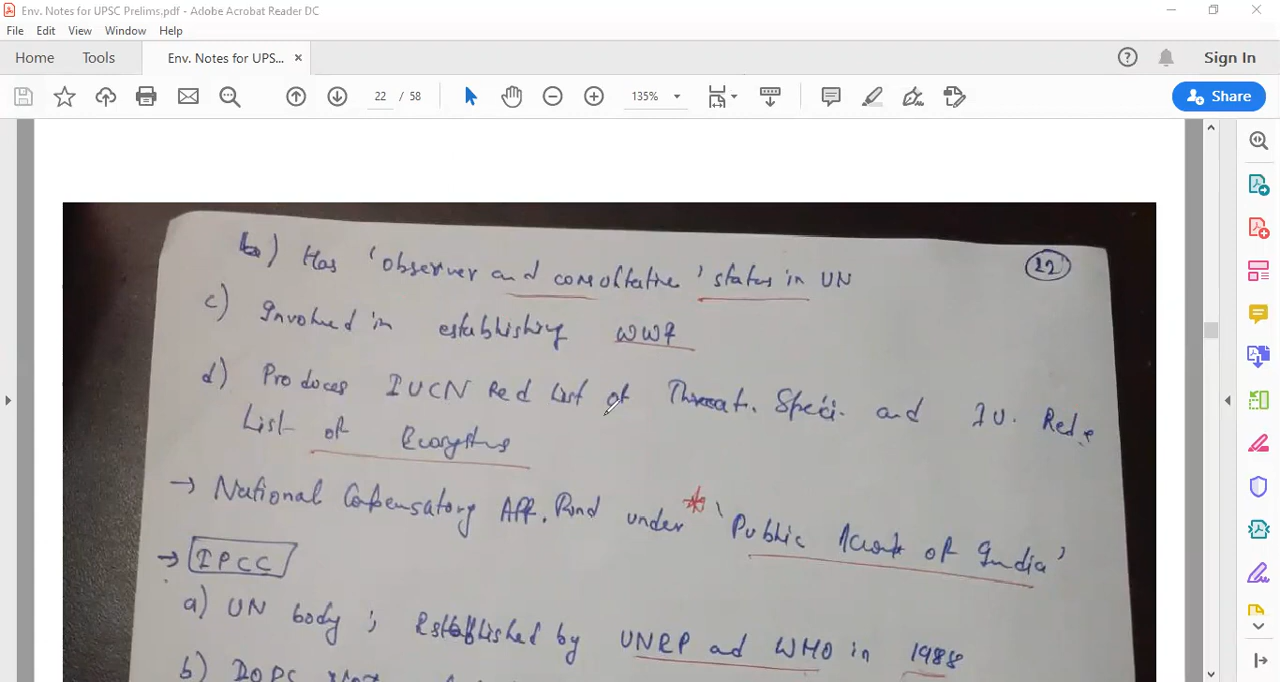 Env. Notes for UPSC Prelims.pdf - Adobe Acrobat Reader DC
File Edit View Window Help
Home Tools Env. Notes for UPS... × Sign In
22 / 58 135% Share
b) Has 'observer and consultative' status in UN 22
c) Involved in establishing WWF
d) Produces IUCN Red List of Threat. Speci. and IU. Red
List of Ecosystems
→ National Compensatory Aff. Fund under * 'Public Account of India'
→ IPCC
a) UN body ; Established by UNEP and WMO in 1988
b)